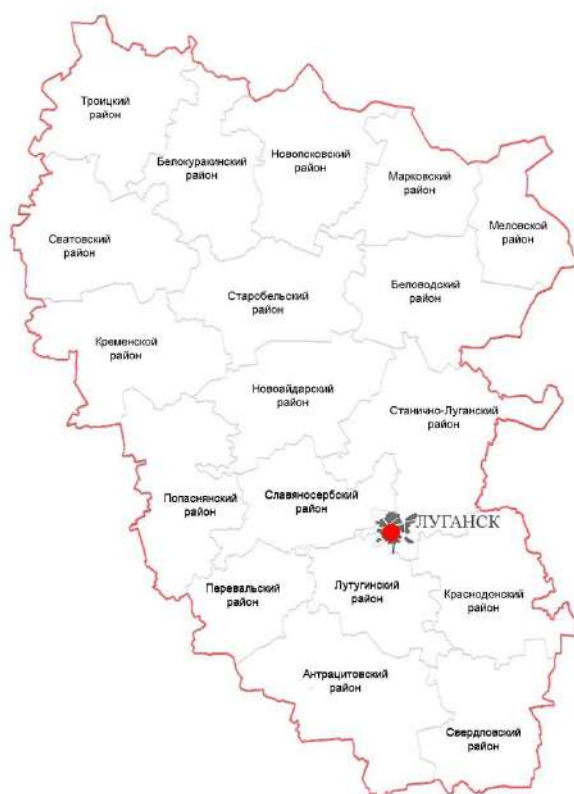 Троицкий
район
Белокуракинский
район
Новопсковский
район
Марковский
район
Меловской
район
Сватовский
район
Старобельский
район
Беловодский
район
Кременской
район
Новоайдарский
район
Станично-Луганский
район
Попаснянский
район
Славяносербский
район
ЛУГАНСК
Перевальский
район
Лутугинский
район
Краснодонский
район
Антрацитовский
район
Свердловский
район